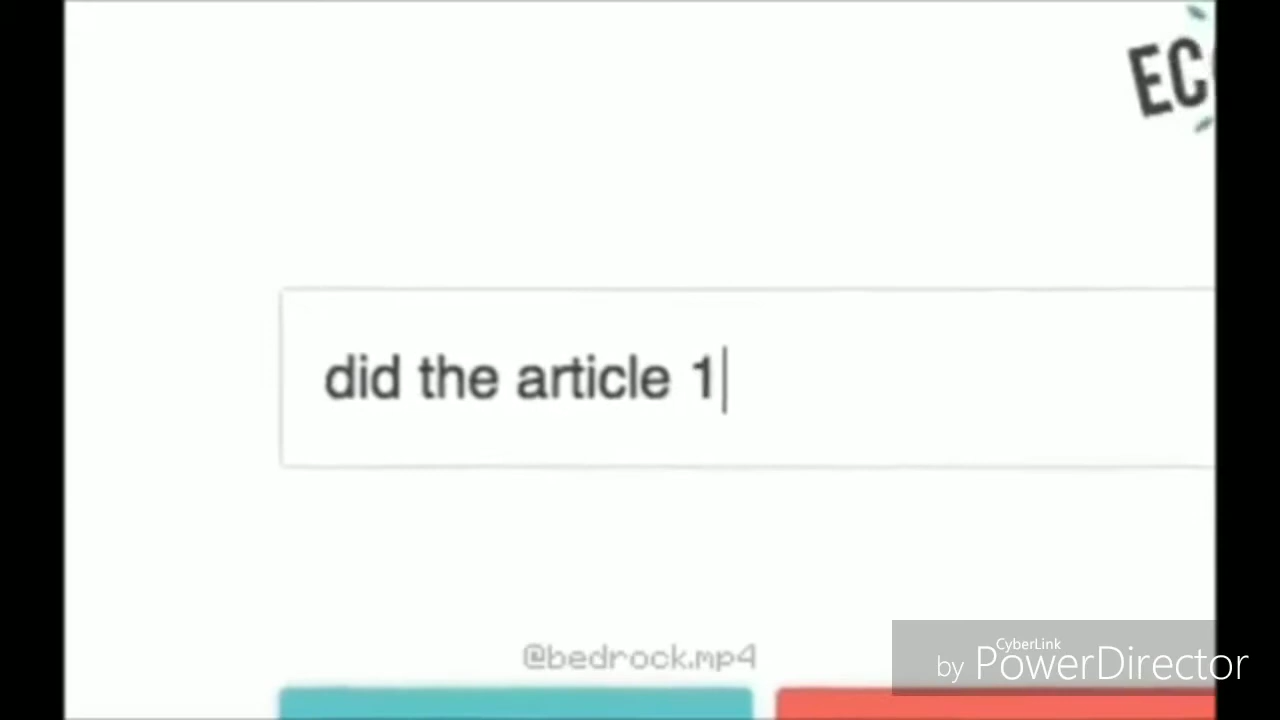 EC
did the article 1
@bedrock.mp4
CyberLink
by PowerDirector